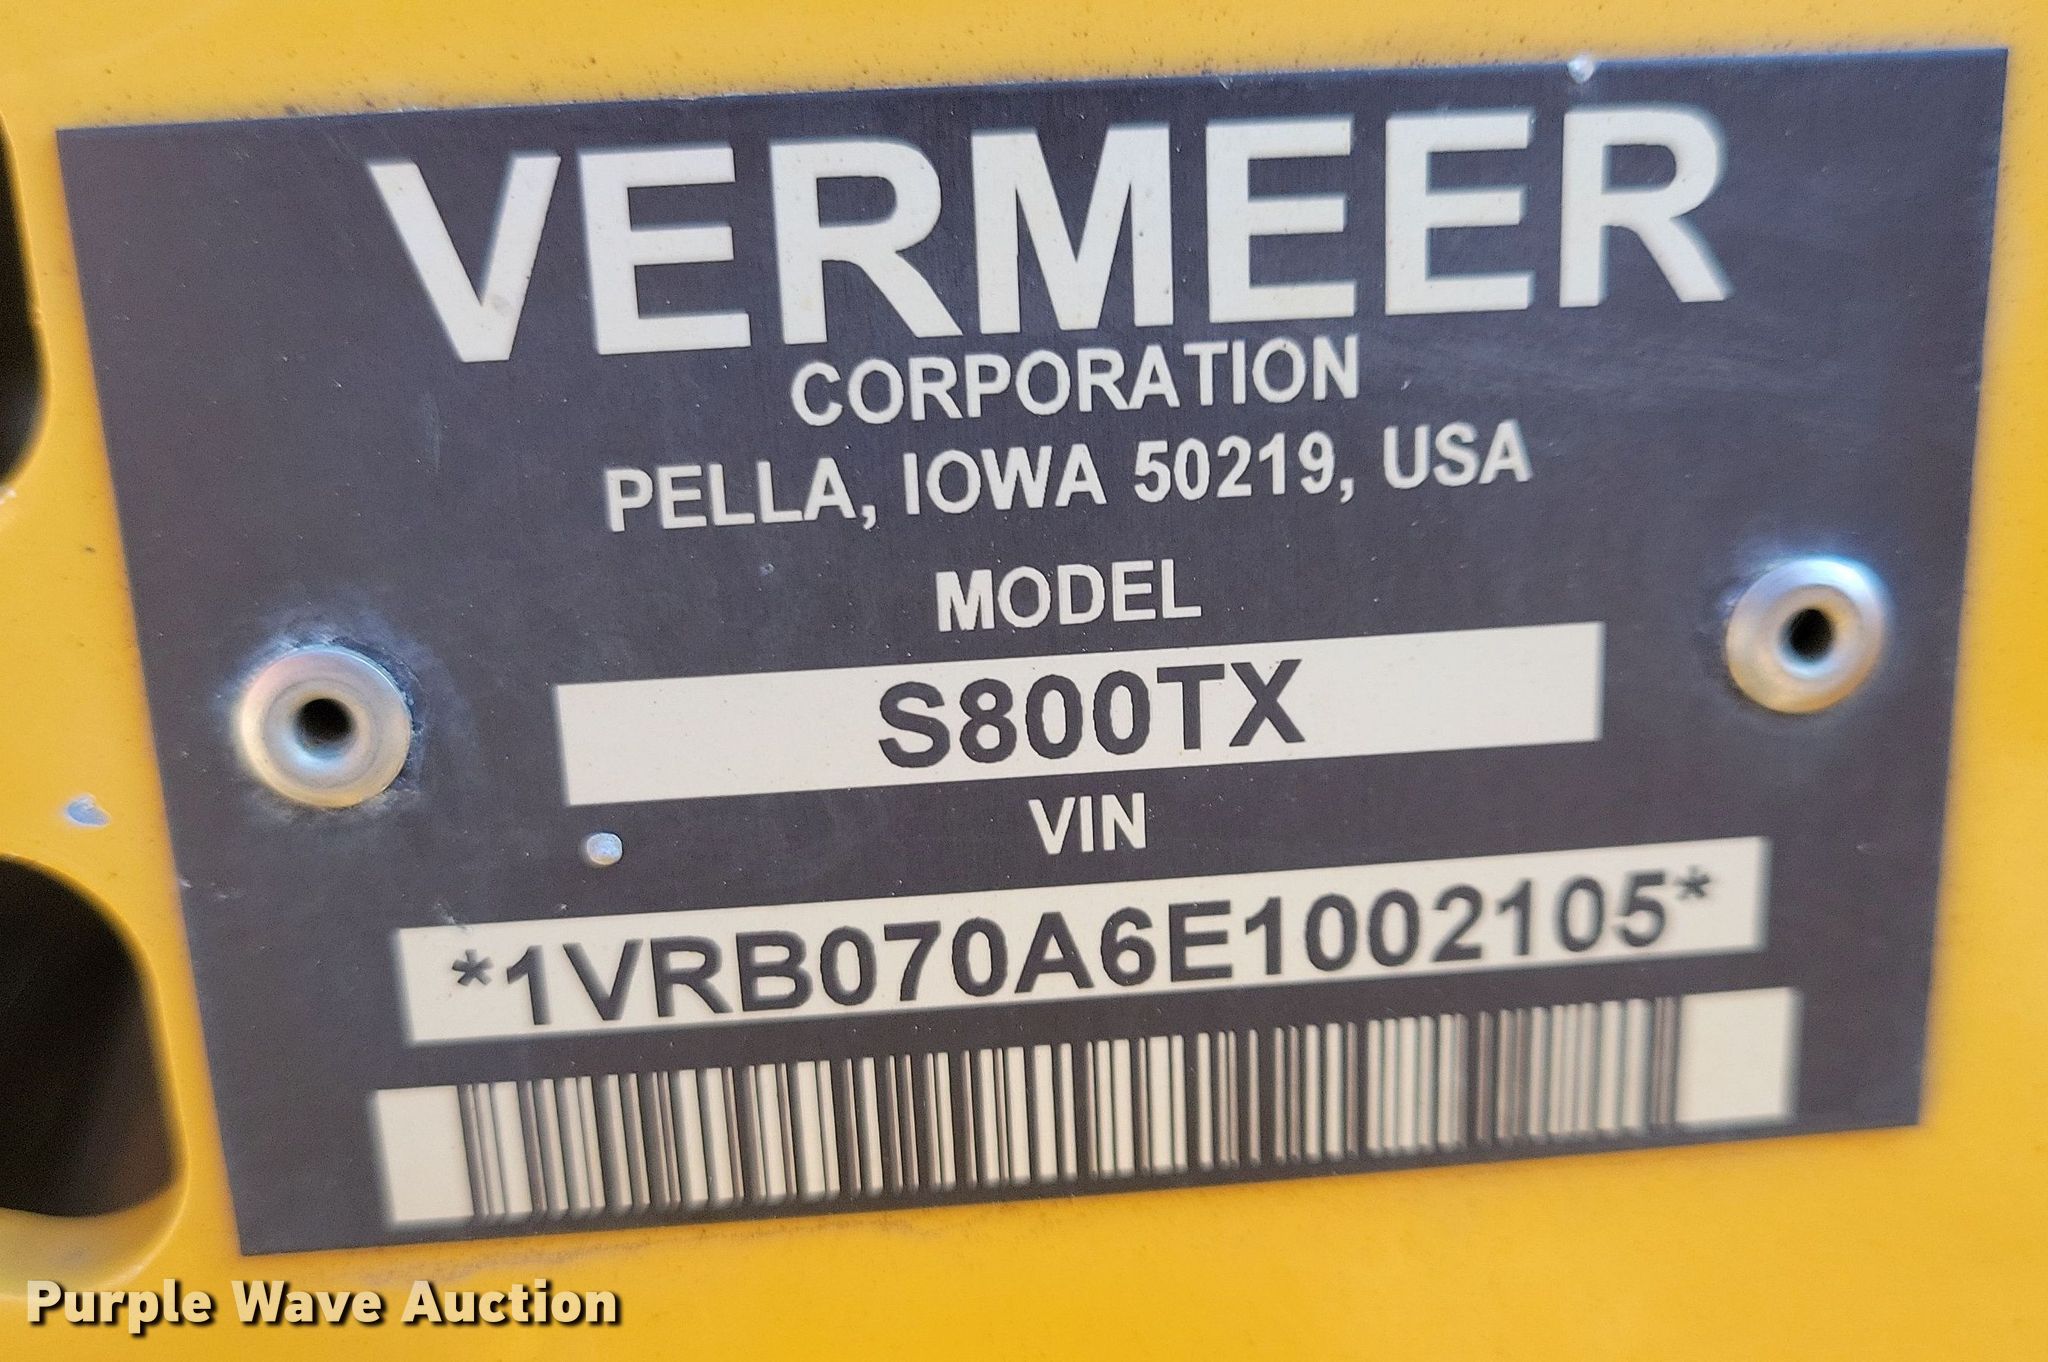 VERMEER
CORPORATION
PELLA, IOWA 50219, USA
MODEL
S800TX
VIN
*1VRB070A6E1002105*
Purple Wave Auction